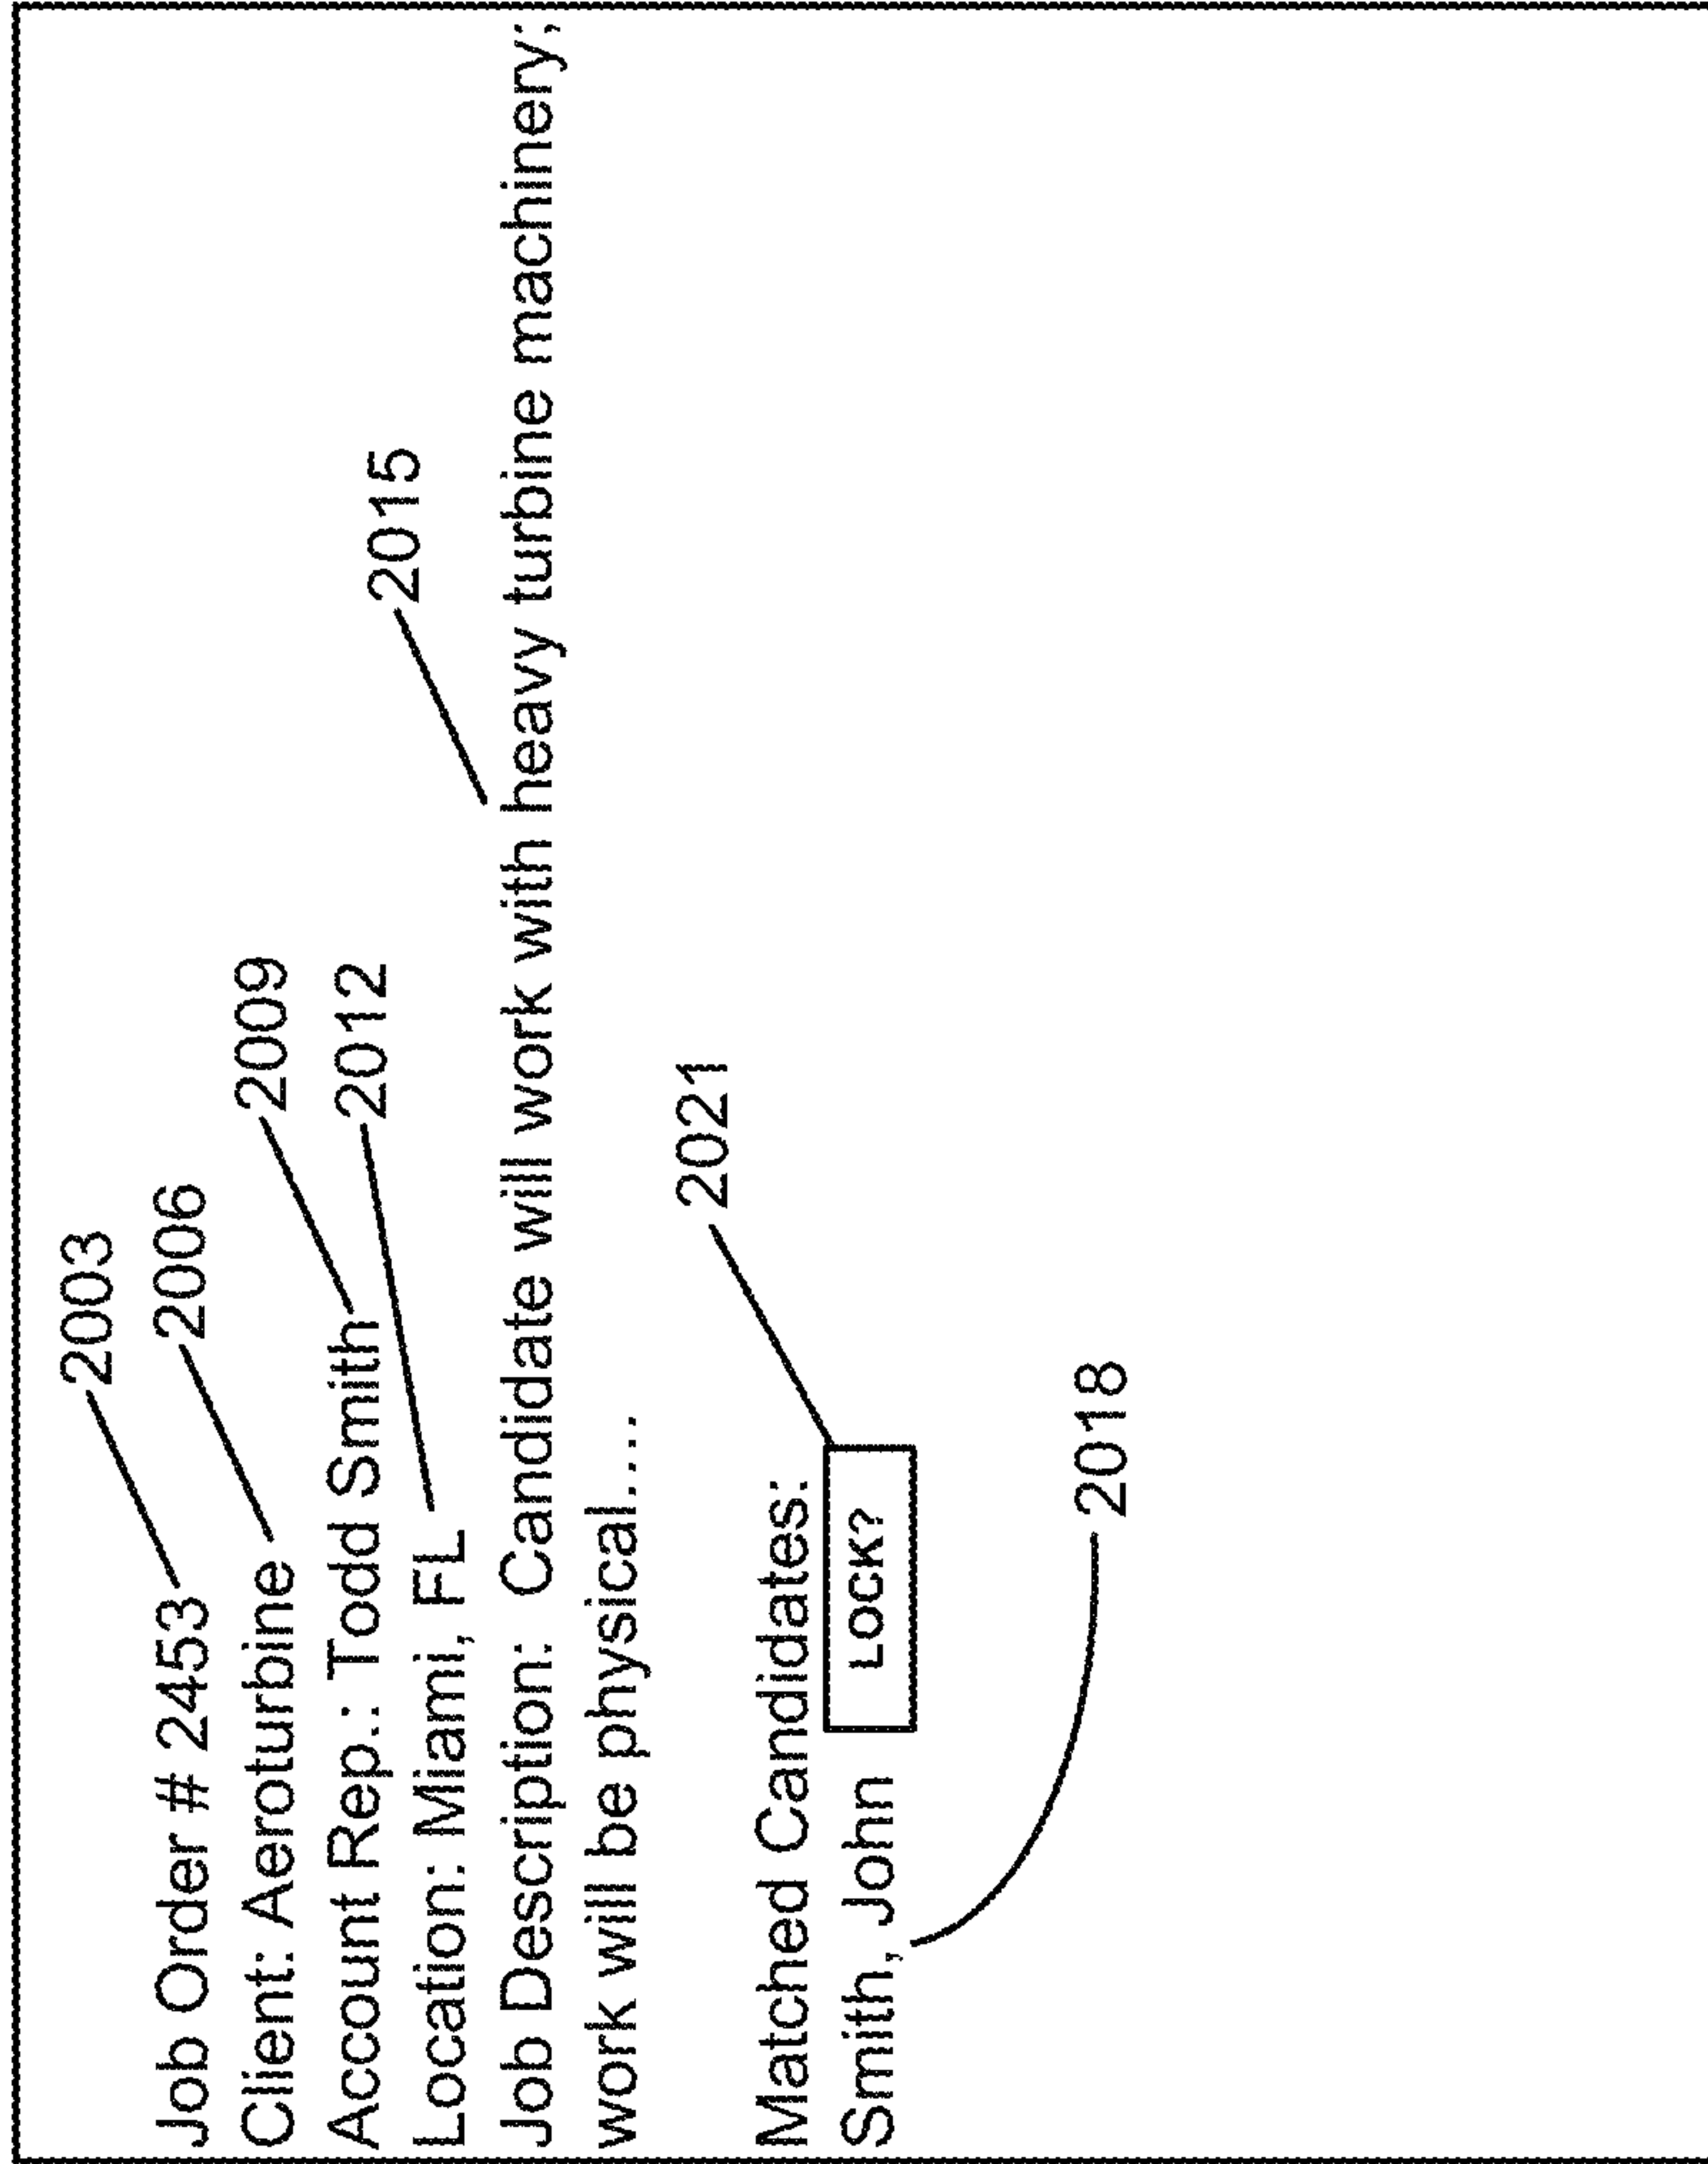 2003
Job Order # 2453
2006
Client: Aeroturbine
2009
Account Rep.: Todd Smith
2012
Location: Miami, FL
2015
Job Description:  Candidate will work with heavy turbine machinery;
work will be physical....
2021
Matched Candidates:
Smith, John LOCK?
2018